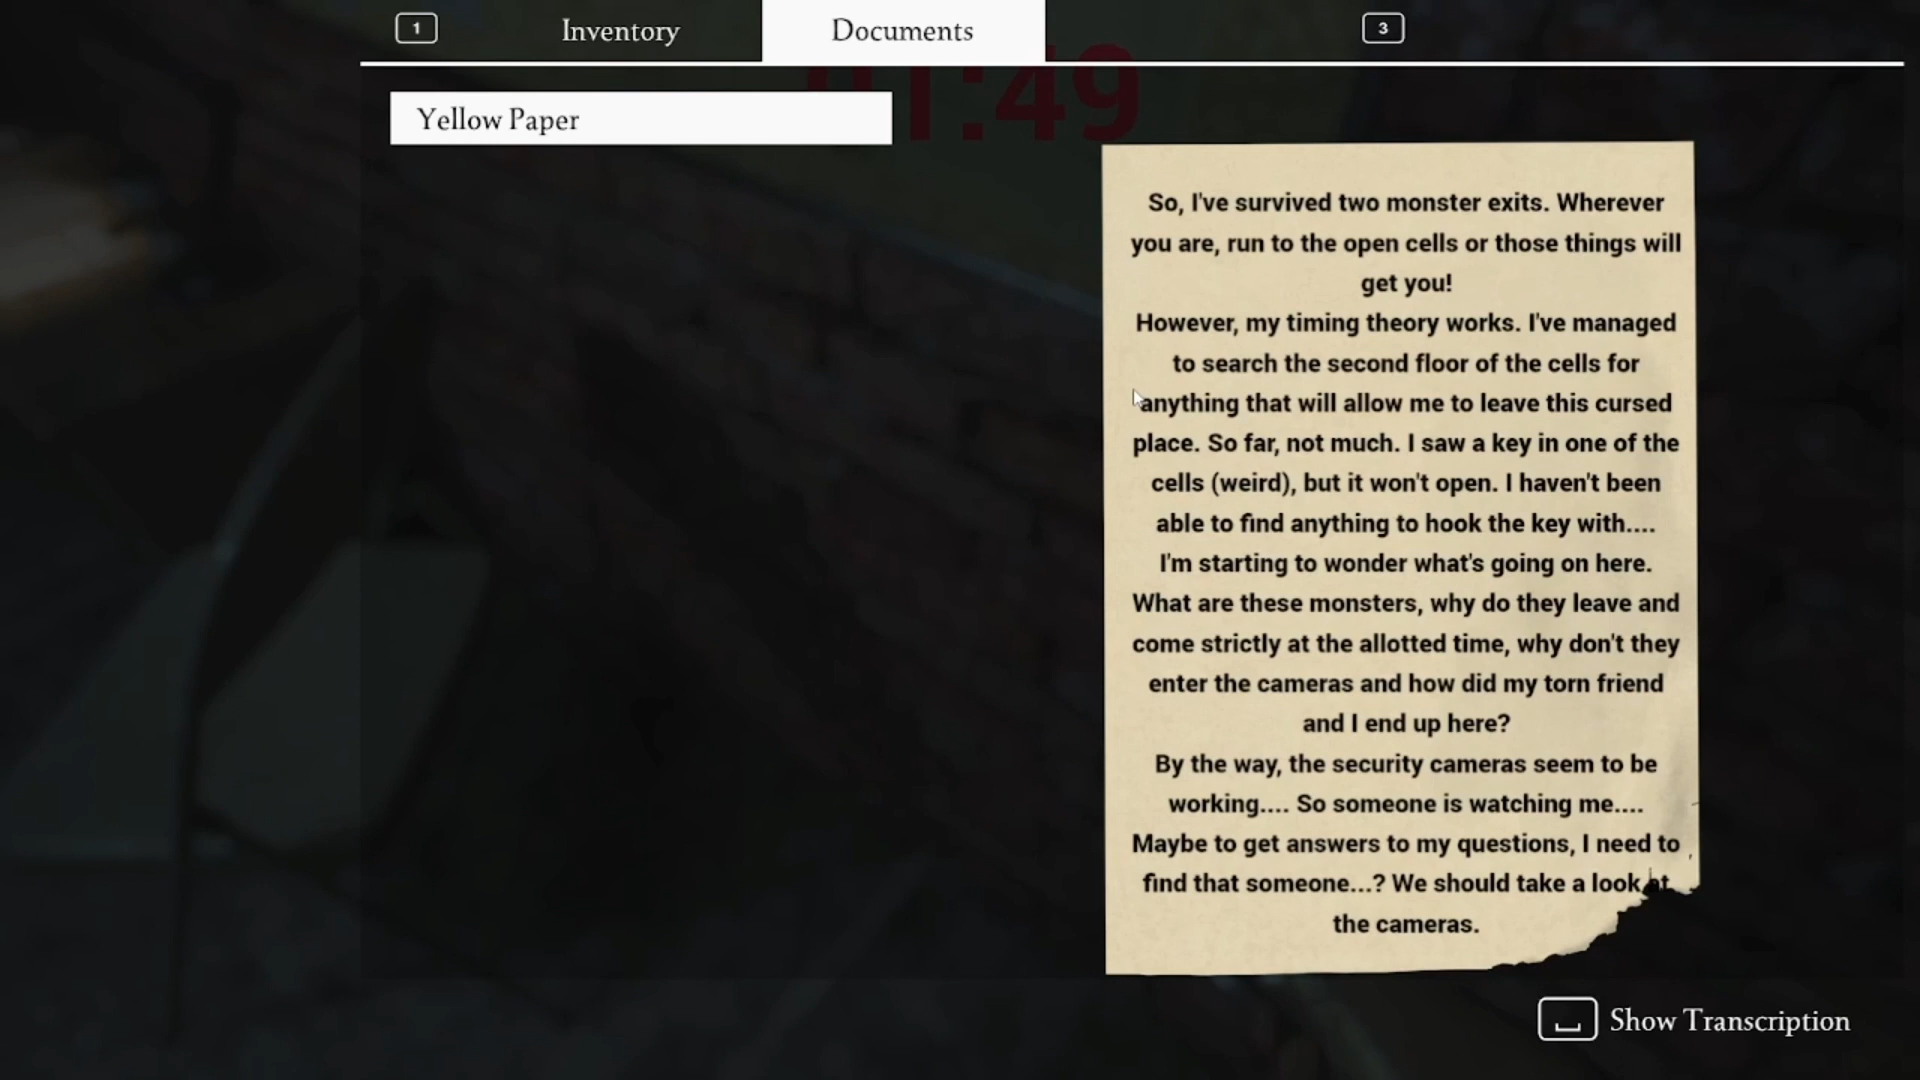 1
Inventory
Documents
3
1:49
Yellow Paper
So, I've survived two monster exits. Wherever
you are, run to the open cells or those things will
get you!
However, my timing theory works. I've managed
to search the second floor of the cells for
anything that will allow me to leave this cursed
place. So far, not much. I saw a key in one of the
cells (weird), but it won't open. I haven't been
able to find anything to hook the key with....
I'm starting to wonder what's going on here.
What are these monsters, why do they leave and
come strictly at the allotted time, why don't they
enter the cameras and how did my torn friend
and I end up here?
By the way, the security cameras seem to be
working.... So someone is watching me....
Maybe to get answers to my questions, I need to
find that someone...? We should take a look at
the cameras.
Show Transcription